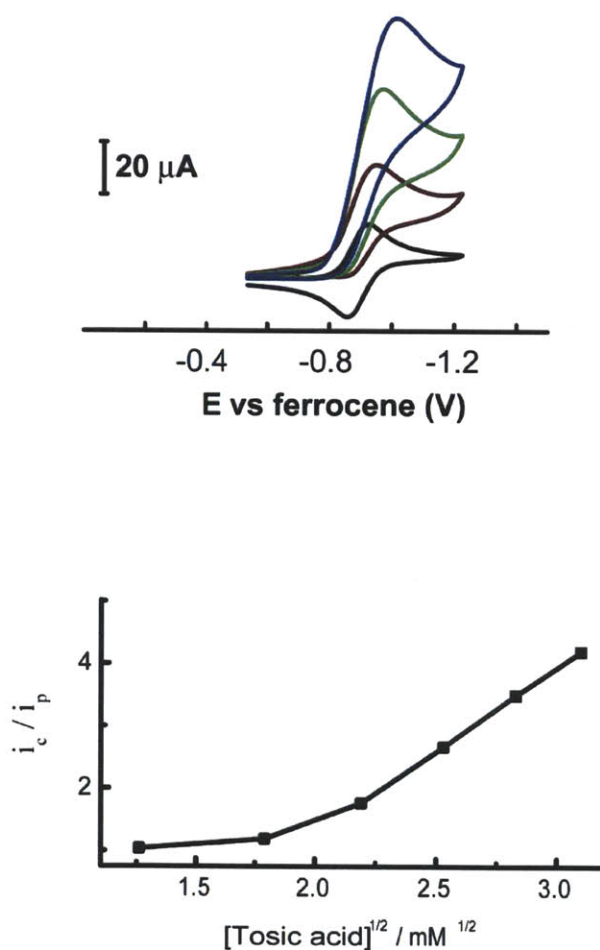 20 μA
-0.4 -0.8 -1.2
E vs ferrocene (V)
4
2
i_c / i_p
1.5 2.0 2.5 3.0
[Tosic acid]^1/2 / mM ^1/2